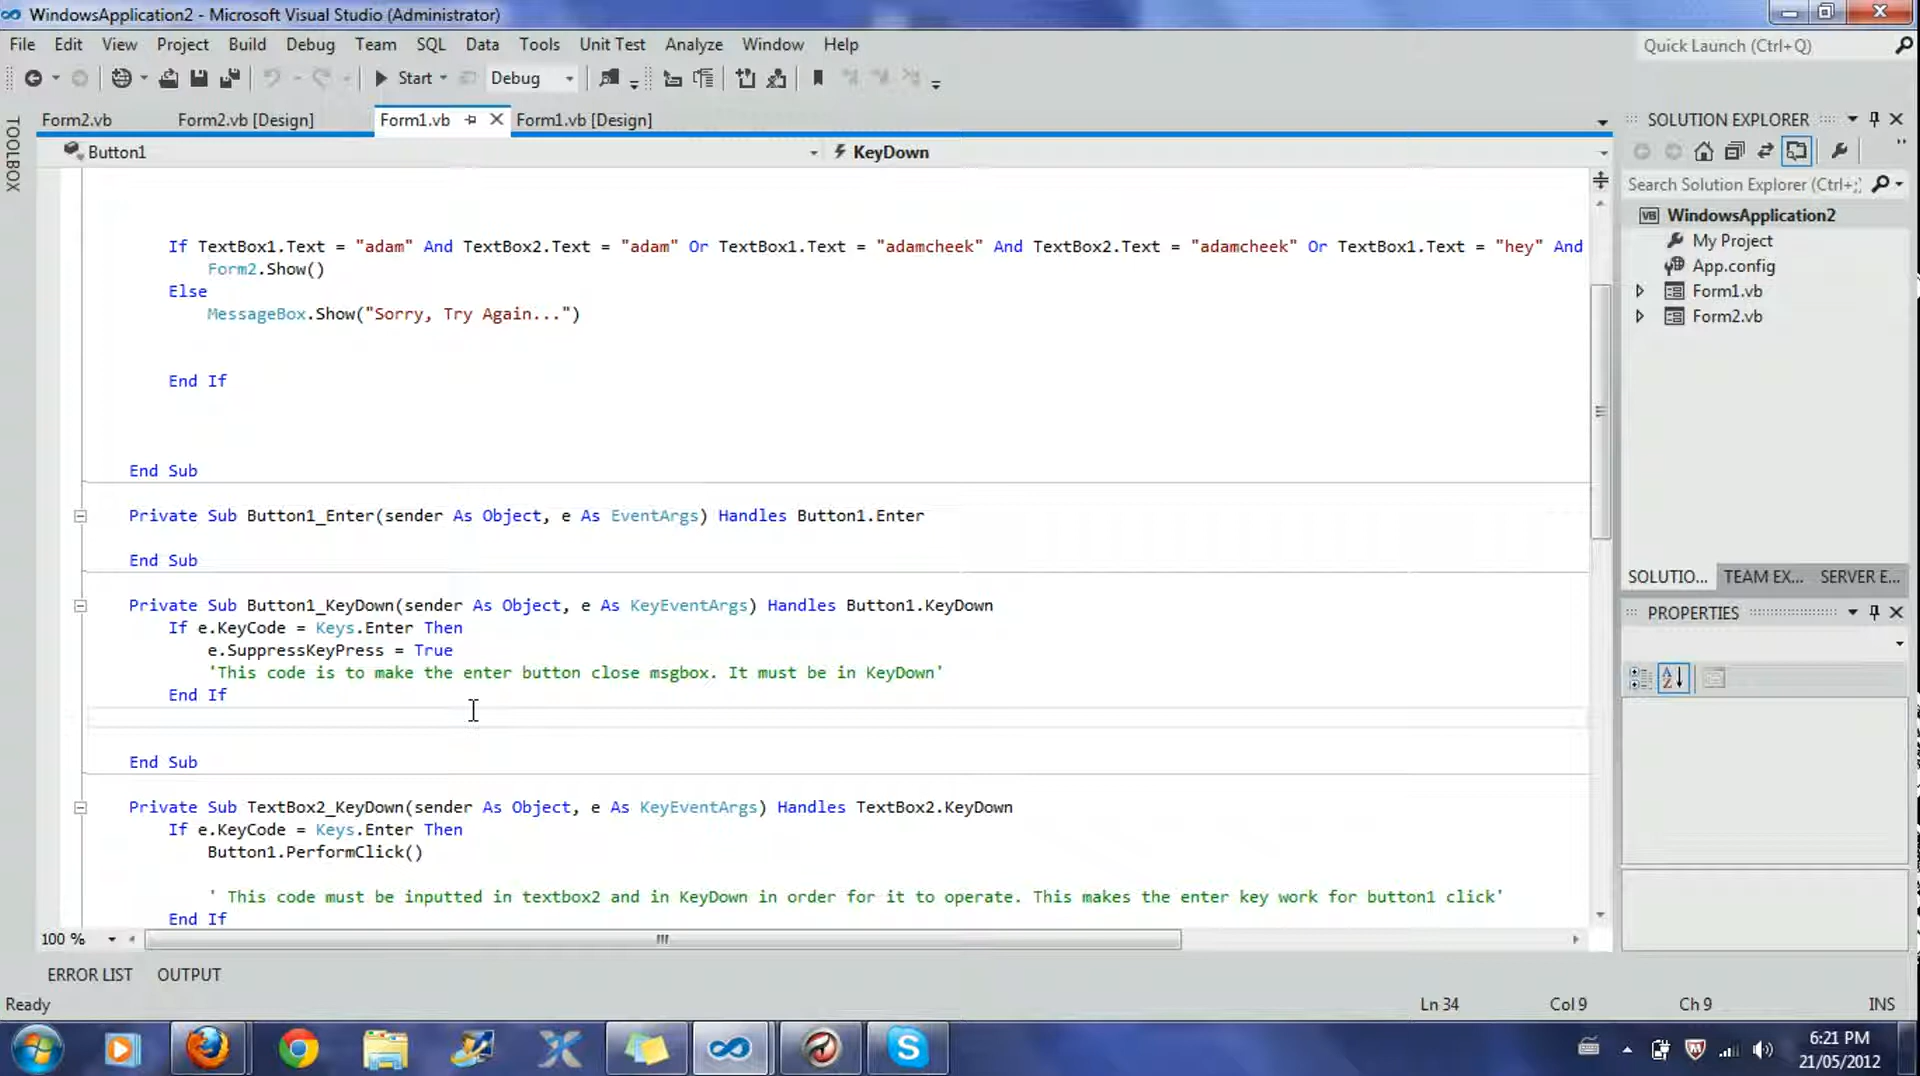 WindowsApplication2 - Microsoft Visual Studio (Administrator)
File Edit View Project Build Debug Team SQL Data Tools Unit Test Analyze Window Help
Quick Launch (Ctrl+Q)
Start Debug
TOOLBOX
Form2.vb Form2.vb [Design] Form1.vb Form1.vb [Design]
Button1 KeyDown
If TextBox1.Text = "adam" And TextBox2.Text = "adam" Or TextBox1.Text = "adamcheek" And TextBox2.Text = "adamcheek" Or TextBox1.Text = "hey" And
Form2.Show()
Else
MessageBox.Show("Sorry, Try Again...")
End If
End Sub
Private Sub Button1_Enter(sender As Object, e As EventArgs) Handles Button1.Enter
End Sub
Private Sub Button1_KeyDown(sender As Object, e As KeyEventArgs) Handles Button1.KeyDown
If e.KeyCode = Keys.Enter Then
e.SuppressKeyPress = True
'This code is to make the enter button close msgbox. It must be in KeyDown'
End If
End Sub
Private Sub TextBox2_KeyDown(sender As Object, e As KeyEventArgs) Handles TextBox2.KeyDown
If e.KeyCode = Keys.Enter Then
Button1.PerformClick()
' This code must be inputted in textbox2 and in KeyDown in order for it to operate. This makes the enter key work for button1 click'
End If
100 %
SOLUTION EXPLORER
Search Solution Explorer (Ctrl+;)
VB WindowsApplication2
My Project
App.config
Form1.vb
Form2.vb
SOLUTIO... TEAM EX... SERVER E...
PROPERTIES
ERROR LIST OUTPUT
Ready Ln 34 Col 9 Ch 9 INS
6:21 PM
21/05/2012